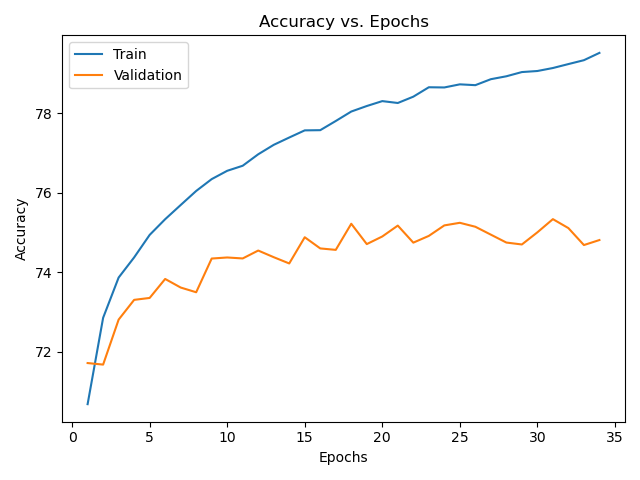 Accuracy vs. Epochs
Train
Validation
Accuracy
78
76
74
72
0 5 10 15 20 25 30 35
Epochs